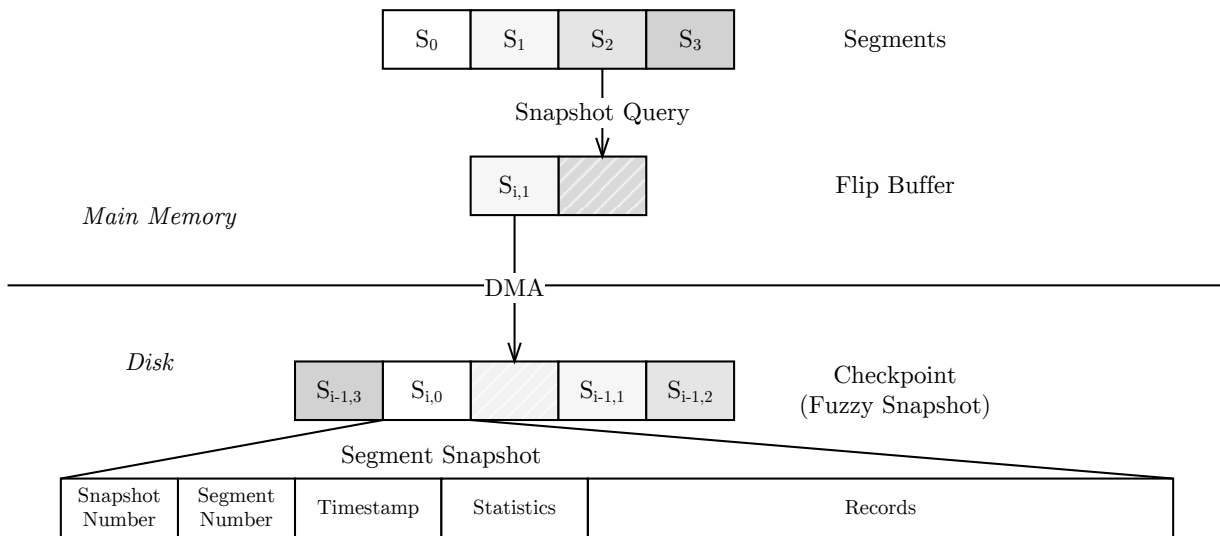 S0 S1 S2 S3 Segments
Snapshot Query
Si,1 Flip Buffer
Main Memory
DMA
Disk
Si-1,3 Si,0 Si-1,1 Si-1,2 Checkpoint
(Fuzzy Snapshot)
Segment Snapshot
Snapshot
Number
Segment
Number
Timestamp
Statistics
Records